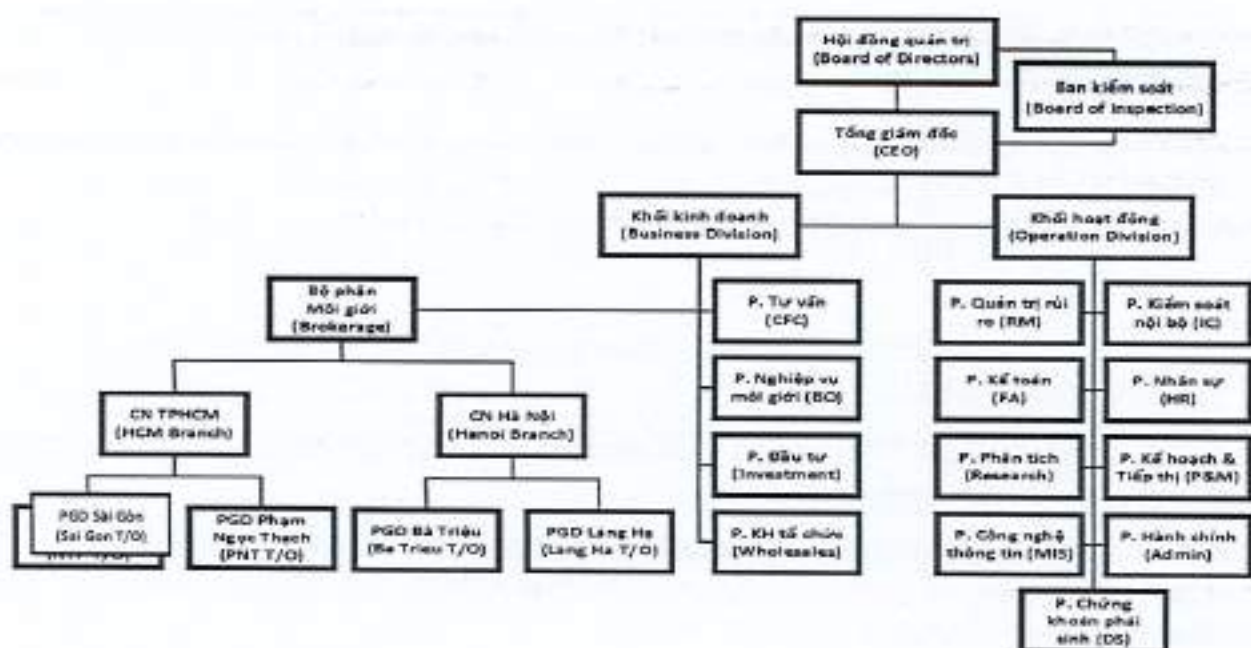 Hội đồng quản trị
(Board of Directors)
Ban kiểm soát
(Board of Inspection)
Tổng giám đốc
(CEO)
Khối kinh doanh
(Business Division)
Khối hoạt động
(Operation Division)
Bộ phận
Môi giới
(Brokerage)
P. Tư vấn
(CFC)
P. Quản trị rủi
ro (RM)
P. Kiểm soát
nội bộ (IC)
P. Nghiệp vụ
môi giới (BO)
P. Kế toán
(FA)
P. Nhân sự
(HR)
CN TPHCM
(HCM Branch)
CN Hà Nội
(Hanoi Branch)
P. Đầu tư
(Investment)
P. Phân tích
(Research)
P. Kế hoạch &
Tiếp thị (P&M)
PGD Sài Gòn
(Sai Gon T/O)
T/O)
PGD Phạm
Ngọc Thạch
(PNT T/O)
PGD Bà Triệu
(Ba Trieu T/O)
PGD Láng Hạ
(Lang Ha T/O)
P. KH tổ chức
(Wholesales)
P. Công nghệ
thông tin (MIS)
P. Hành chính
(Admin)
P. Chứng
khoán phái
sinh (DS)